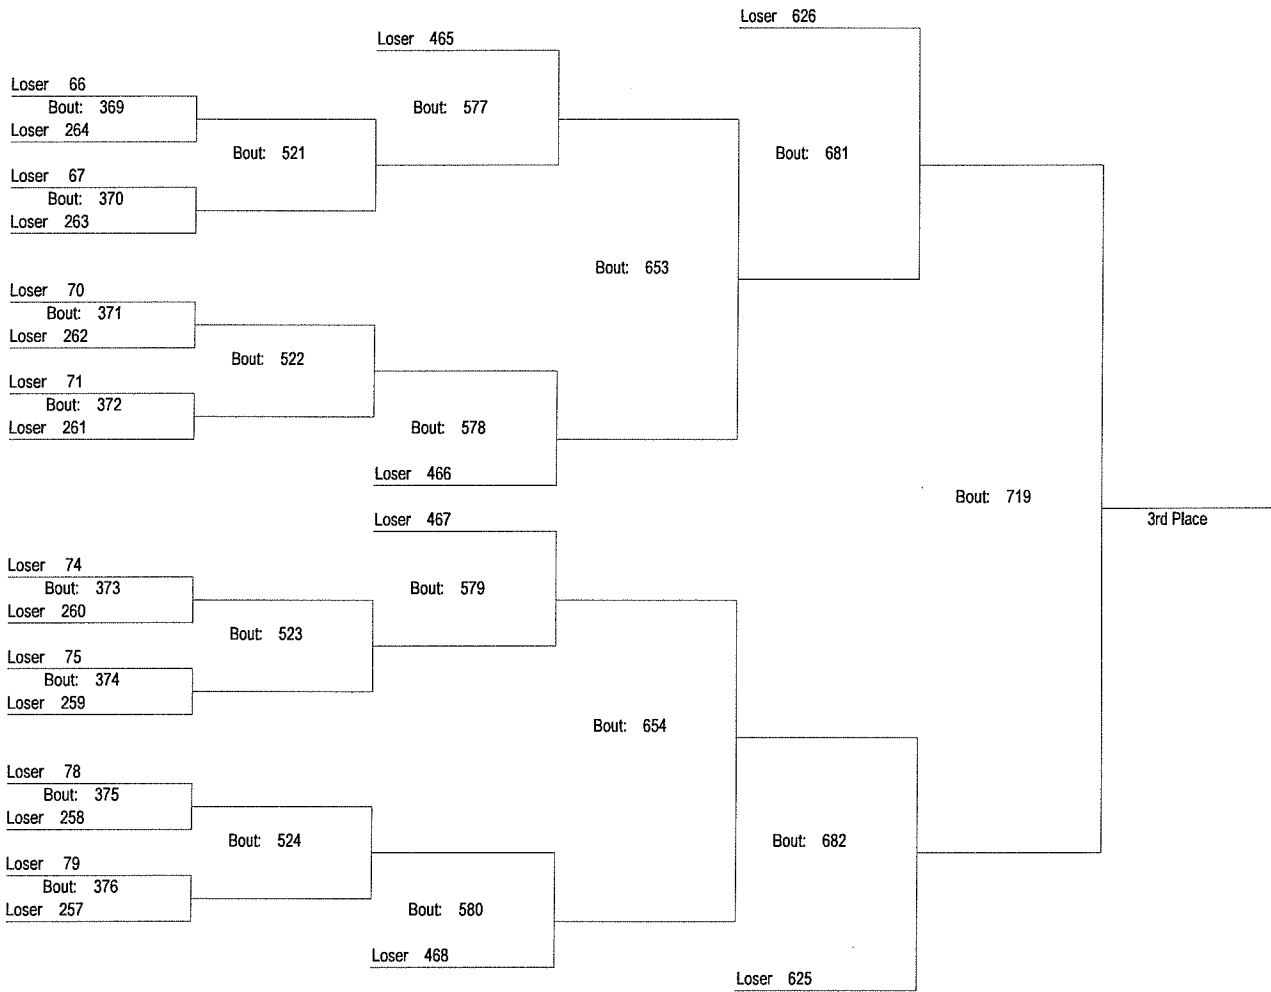 Loser 626
Loser 465
Loser 66
Bout: 369
Bout: 577
Loser 264
Bout: 521
Bout: 681
Loser 67
Bout: 370
Loser 263
Bout: 653
Loser 70
Bout: 371
Loser 262
Bout: 522
Loser 71
Bout: 372
Loser 261
Bout: 578
Loser 466
Bout: 719
Loser 467
3rd Place
Loser 74
Bout: 373
Bout: 579
Loser 260
Bout: 523
Loser 75
Bout: 374
Loser 259
Bout: 654
Loser 78
Bout: 375
Loser 258
Bout: 524
Bout: 682
Loser 79
Bout: 376
Loser 257
Bout: 580
Loser 468
Loser 625